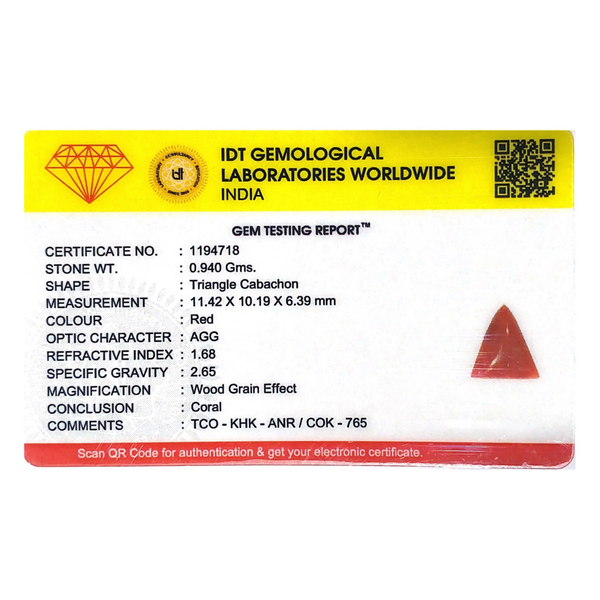 IDT GEMOLOGICAL
LABORATORIES WORLDWIDE
INDIA
GEM TESTING REPORT™
CERTIFICATE NO. : 1194718
STONE WT. : 0.940 Gms.
SHAPE : Triangle Cabachon
MEASUREMENT : 11.42 X 10.19 X 6.39 mm
COLOUR : Red
OPTIC CHARACTER : AGG
REFRACTIVE INDEX : 1.68
SPECIFIC GRAVITY : 2.65
MAGNIFICATION : Wood Grain Effect
CONCLUSION : Coral
COMMENTS : TCO - KHK - ANR / COK - 765
Scan QR Code for authentication & get your electronic certificate.